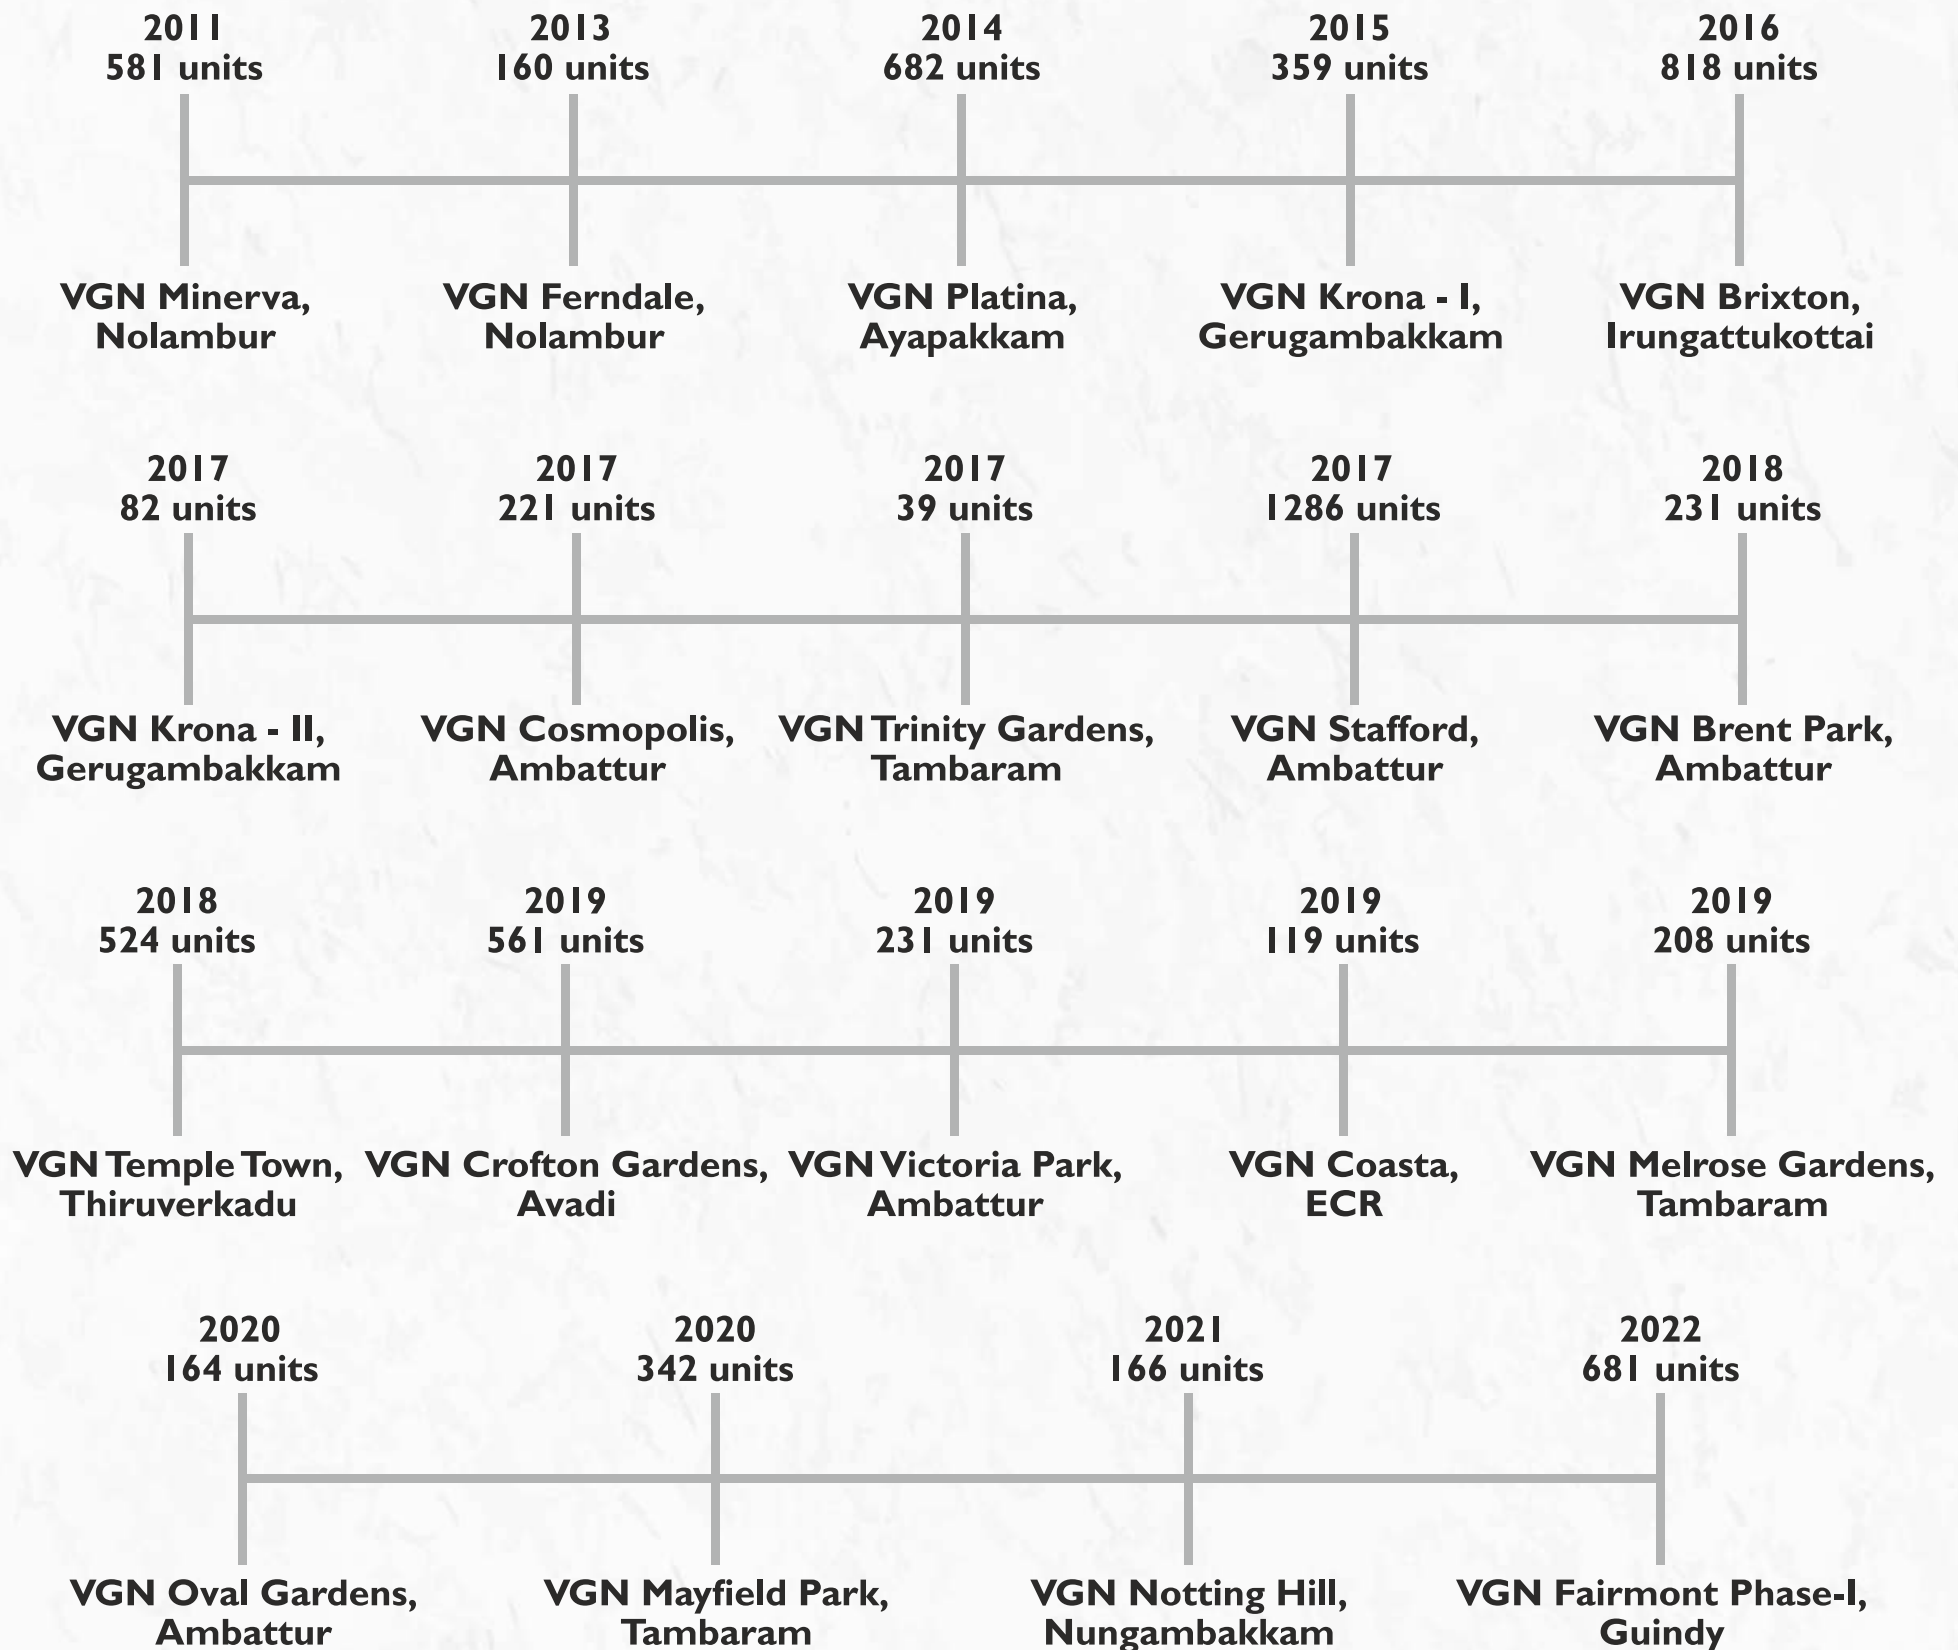 2011
581 units
VGN Minerva,
Nolambur
2013
160 units
VGN Ferndale,
Nolambur
2014
682 units
VGN Platina,
Ayapakkam
2015
359 units
VGN Krona - I,
Gerugambakkam
2016
818 units
VGN Brixton,
Irungattukottai
2017
82 units
VGN Krona - II,
Gerugambakkam
2017
221 units
VGN Cosmopolis,
Ambattur
2017
39 units
VGN Trinity Gardens,
Tambaram
2017
1286 units
VGN Stafford,
Ambattur
2018
231 units
VGN Brent Park,
Ambattur
2018
524 units
VGN Temple Town,
Thiruverkadu
2019
561 units
VGN Crofton Gardens,
Avadi
2019
231 units
VGN Victoria Park,
Ambattur
2019
119 units
VGN Coasta,
ECR
2019
208 units
VGN Melrose Gardens,
Tambaram
2020
164 units
VGN Oval Gardens,
Ambattur
2020
342 units
VGN Mayfield Park,
Tambaram
2021
166 units
VGN Notting Hill,
Nungambakkam
2022
681 units
VGN Fairmont Phase-I,
Guindy